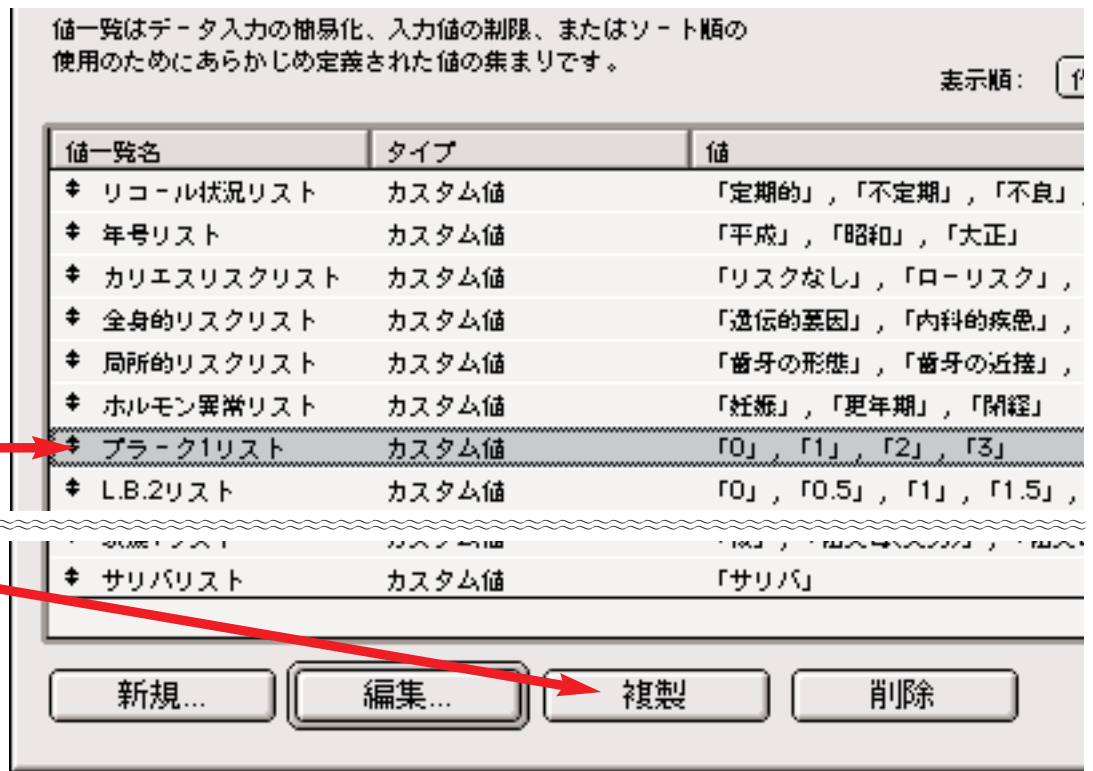 値一覧はデータ入力の簡易化、入力値の制限、またはソート順の
使用のためにあらかじめ定義された値の集まりです。
表示順:
値一覧名 タイプ 値
リコール状況リスト カスタム値 「定期的」,「不定期」,「不良」,
年号リスト カスタム値 「平成」,「昭和」,「大正」
カリエスリスクリスト カスタム値 「リスクなし」,「ローリスク」,
全身的リスクリスト カスタム値 「遺伝的要因」,「内科的疾患」,
局所的リスクリスト カスタム値 「歯牙の形態」,「歯牙の近接」,
ホルモン異常リスト カスタム値 「妊娠」,「更年期」,「閉経」
プラーク1リスト カスタム値 「0」,「1」,「2」,「3」
L.B.2リスト カスタム値 「0」,「0.5」,「1」,「1.5」,
サリバリスト カスタム値 「サリバ」
新規... 編集... 複製 削除